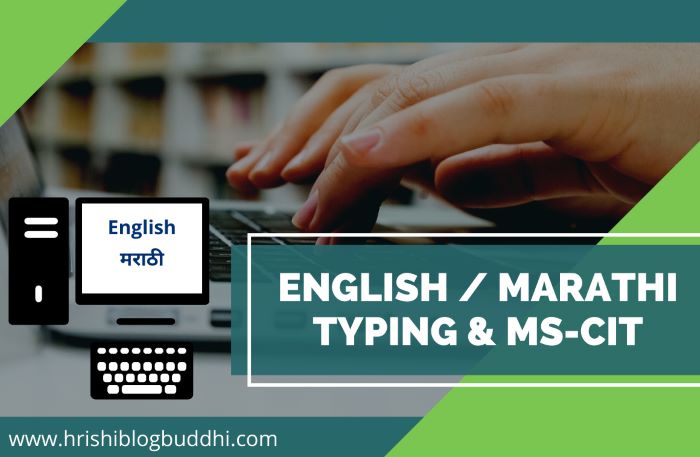 English
मराठी
ENGLISH / MARATHI
TYPING & MS-CIT
www.hrishiblogbuddhi.com